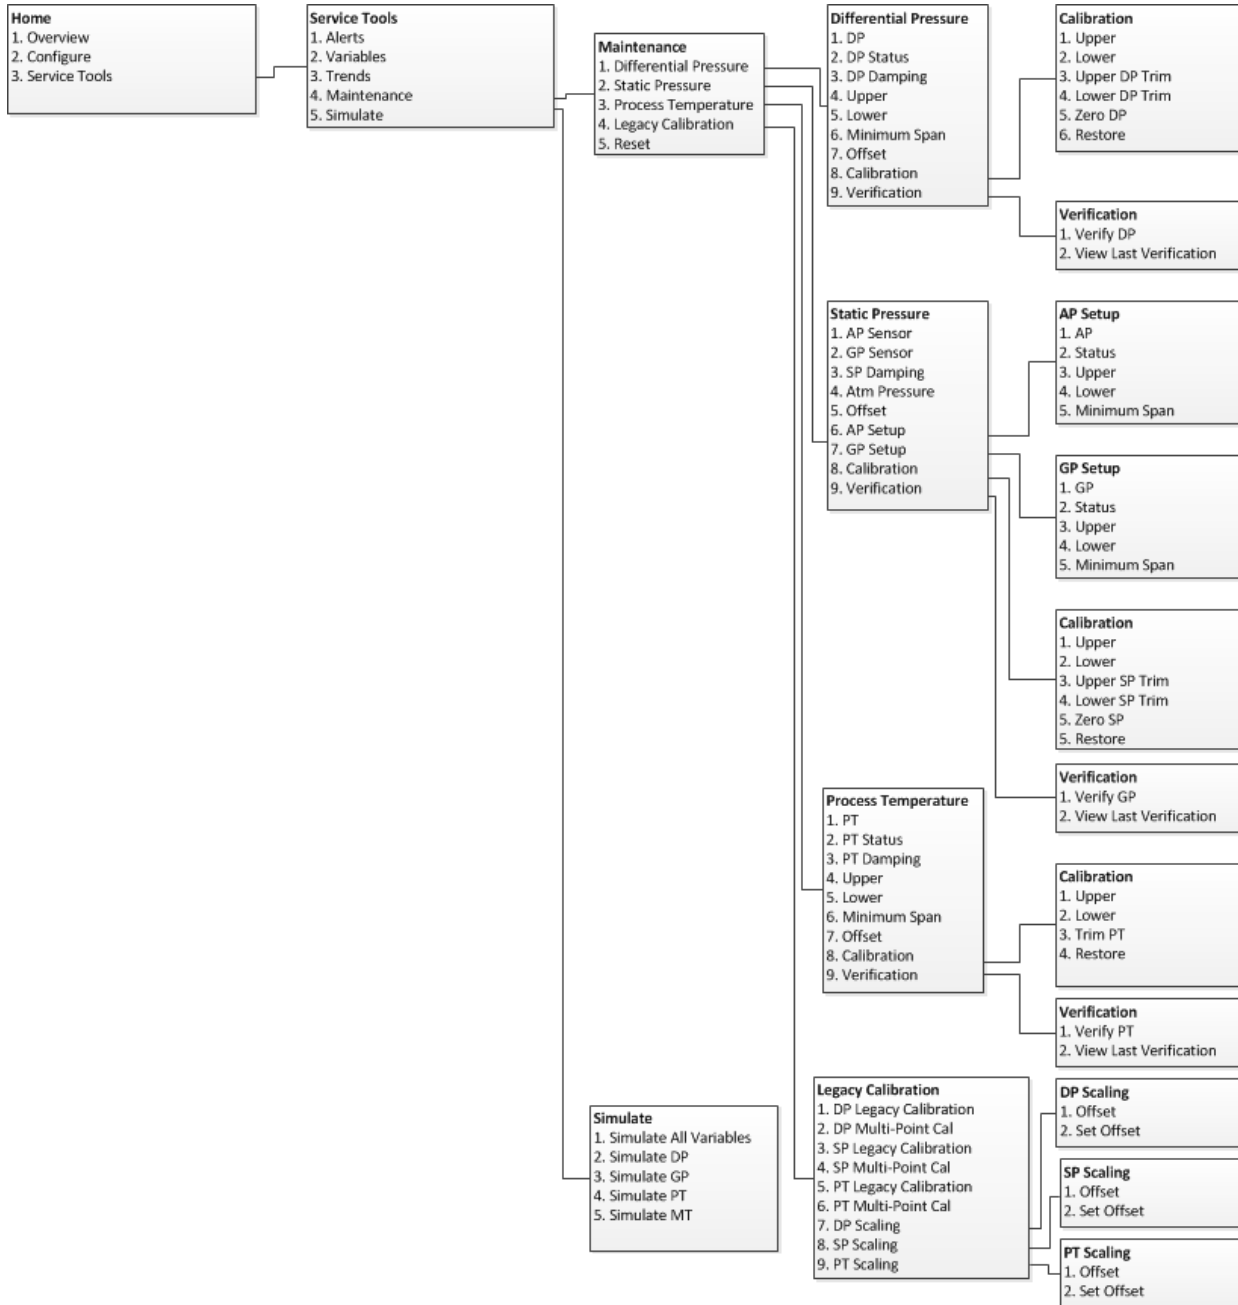 Home
1. Overview
2. Configure
3. Service Tools
Service Tools
1. Alerts
2. Variables
3. Trends
4. Maintenance
5. Simulate
Maintenance
1. Differential Pressure
2. Static Pressure
3. Process Temperature
4. Legacy Calibration
5. Reset
Differential Pressure
1. DP
2. DP Status
3. DP Damping
4. Upper
5. Lower
6. Minimum Span
7. Offset
8. Calibration
9. Verification
Calibration
1. Upper
2. Lower
3. Upper DP Trim
4. Lower DP Trim
5. Zero DP
6. Restore
Verification
1. Verify DP
2. View Last Verification
Static Pressure
1. AP Sensor
2. GP Sensor
3. SP Damping
4. Atm Pressure
5. Offset
6. AP Setup
7. GP Setup
8. Calibration
9. Verification
AP Setup
1. AP
2. Status
3. Upper
4. Lower
5. Minimum Span
GP Setup
1. GP
2. Status
3. Upper
4. Lower
5. Minimum Span
Calibration
1. Upper
2. Lower
3. Upper SP Trim
4. Lower SP Trim
5. Zero SP
5. Restore
Verification
1. Verify GP
2. View Last Verification
Process Temperature
1. PT
2. PT Status
3. PT Damping
4. Upper
5. Lower
6. Minimum Span
7. Offset
8. Calibration
9. Verification
Calibration
1. Upper
2. Lower
3. Trim PT
4. Restore
Verification
1. Verify PT
2. View Last Verification
Simulate
1. Simulate All Variables
2. Simulate DP
3. Simulate GP
4. Simulate PT
5. Simulate MT
Legacy Calibration
1. DP Legacy Calibration
2. DP Multi-Point Cal
3. SP Legacy Calibration
4. SP Multi-Point Cal
5. PT Legacy Calibration
6. PT Multi-Point Cal
7. DP Scaling
8. SP Scaling
9. PT Scaling
DP Scaling
1. Offset
2. Set Offset
SP Scaling
1. Offset
2. Set Offset
PT Scaling
1. Offset
2. Set Offset